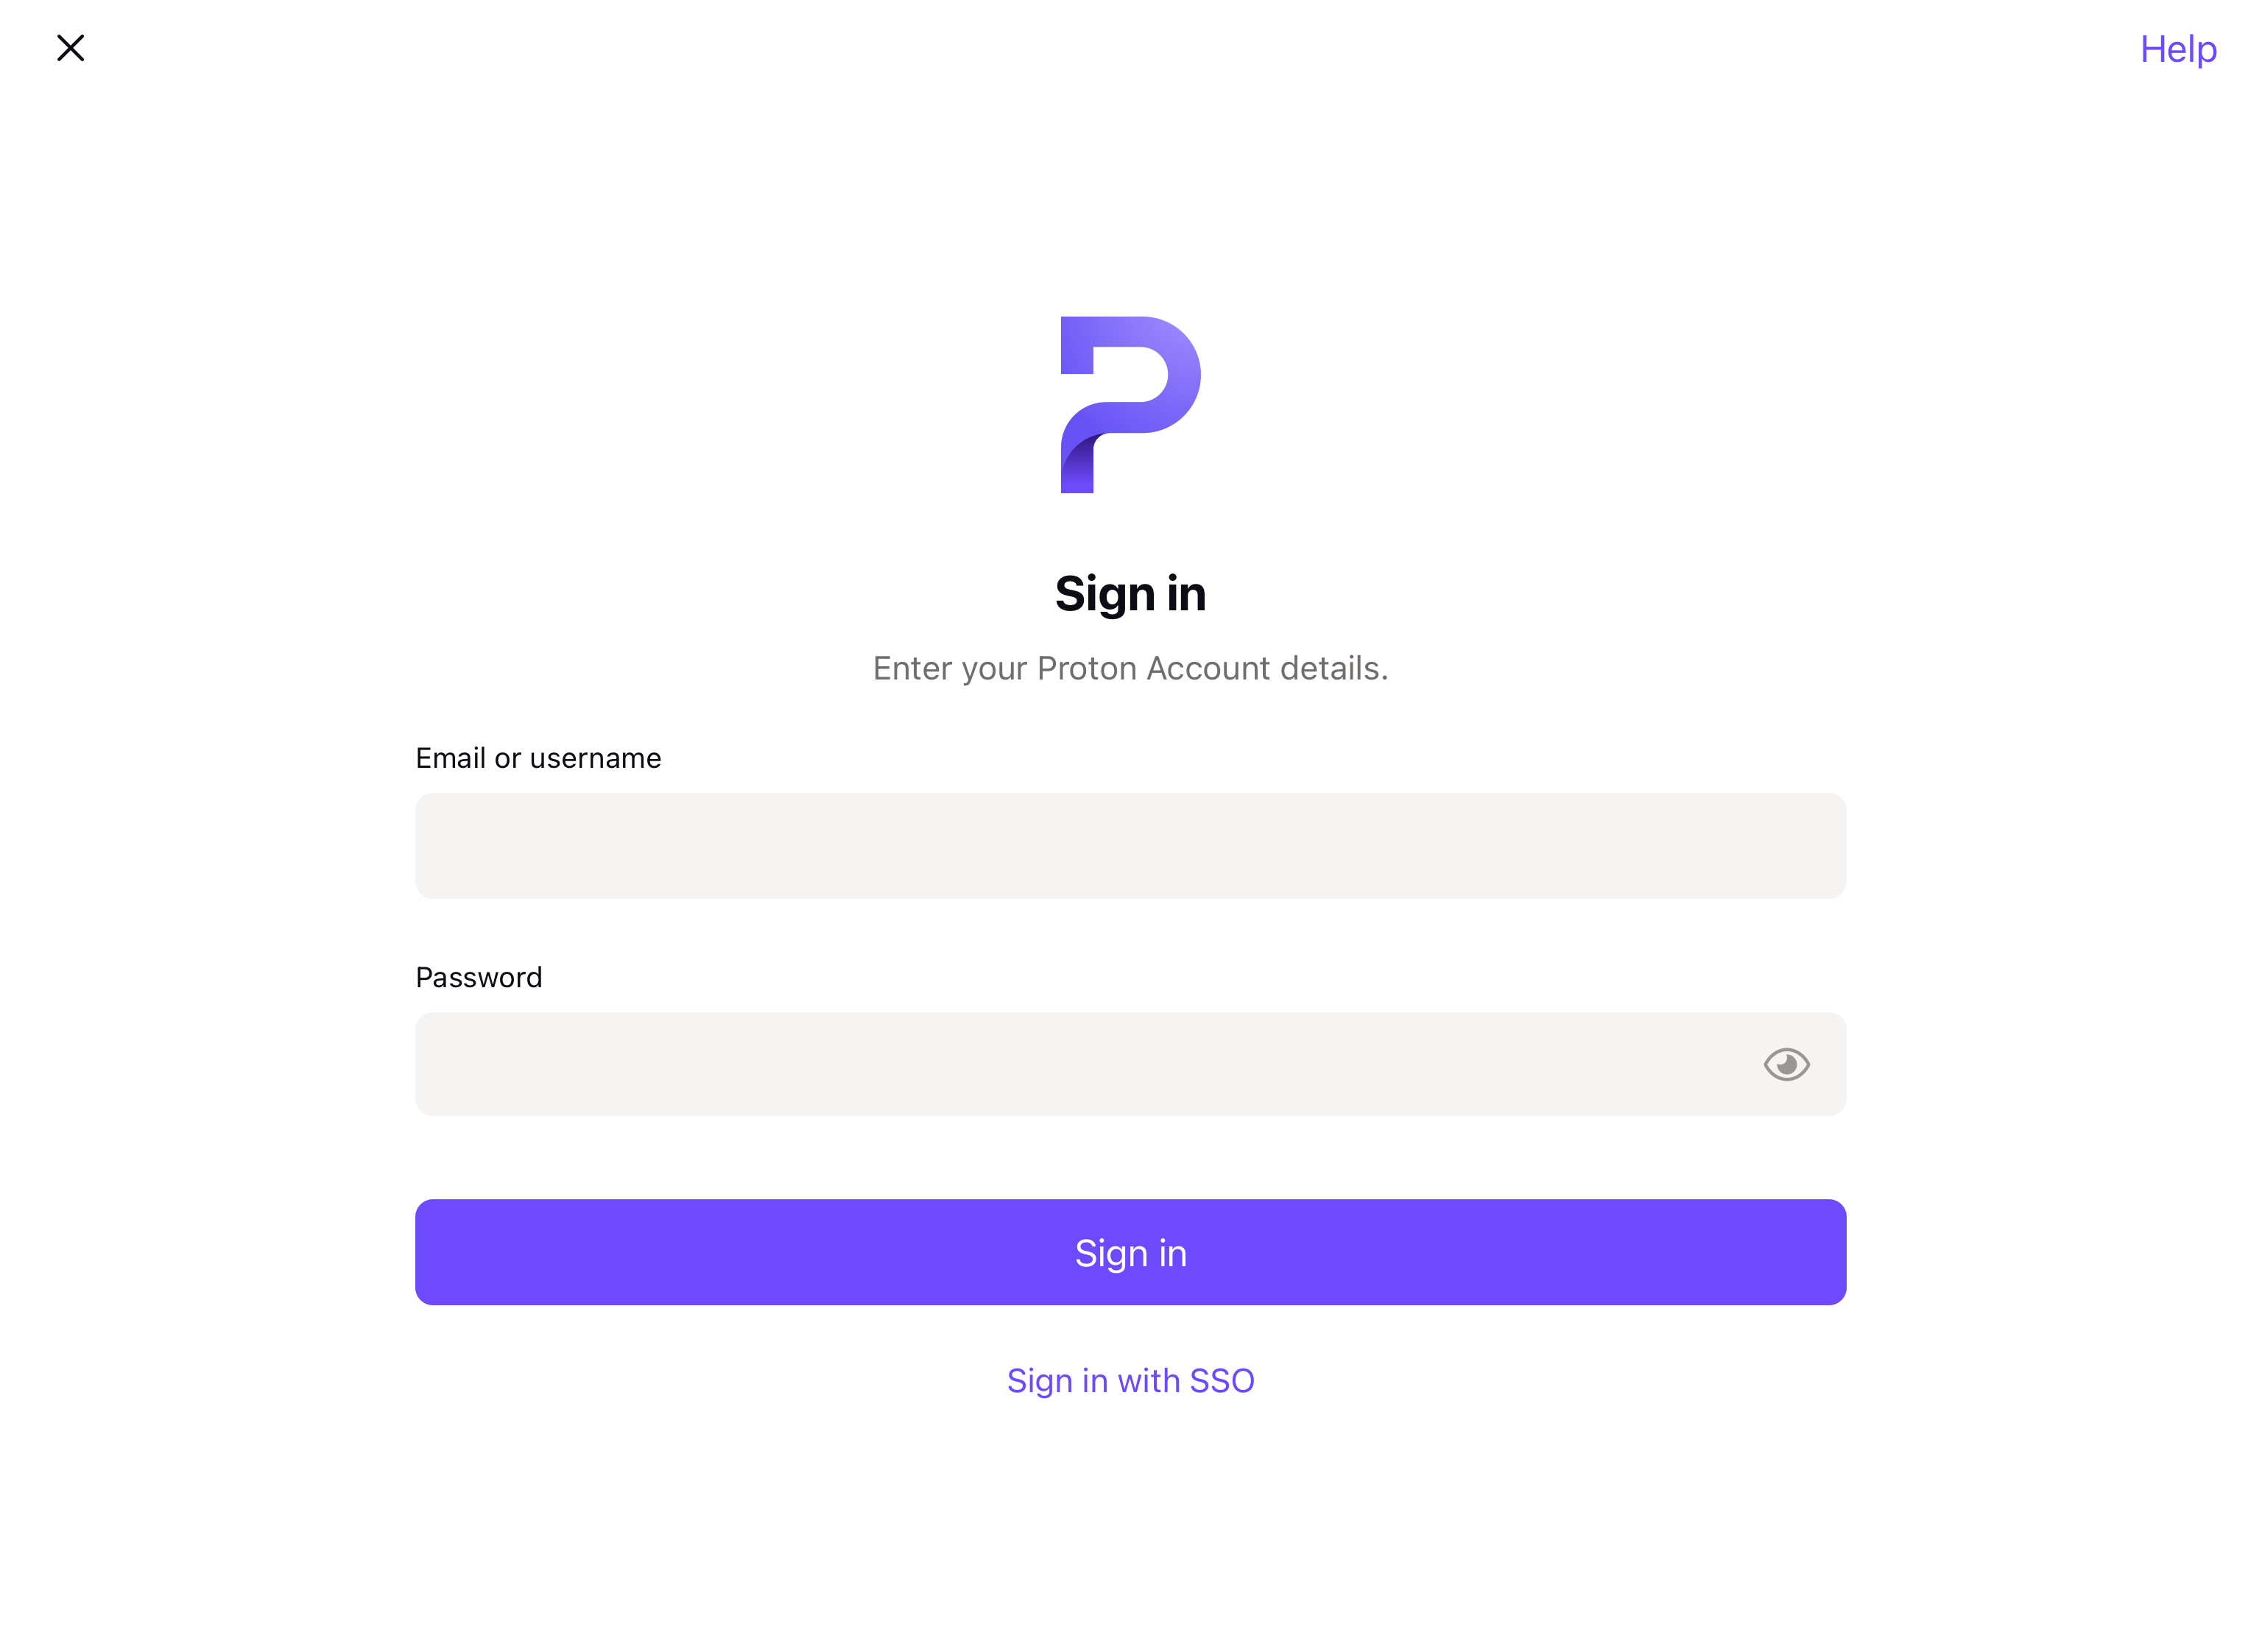 Help
Sign in
Enter your Proton Account details.
Email or username
Password
Sign in
Sign in with SSO